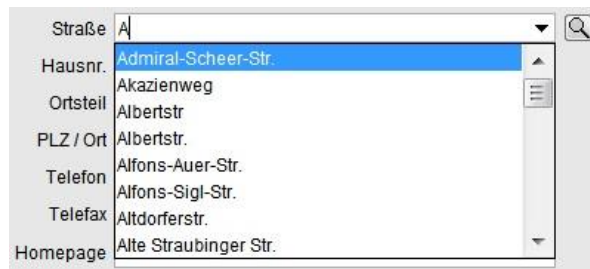 Straße A
Admiral-Scheer-Str.
Hausnr.
Akazienweg
Ortsteil
Albertstr
PLZ / Ort
Albertstr.
Alfons-Auer-Str.
Telefon
Alfons-Sigl-Str.
Telefax
Altdorferstr.
Alte Straubinger Str.
Homepage